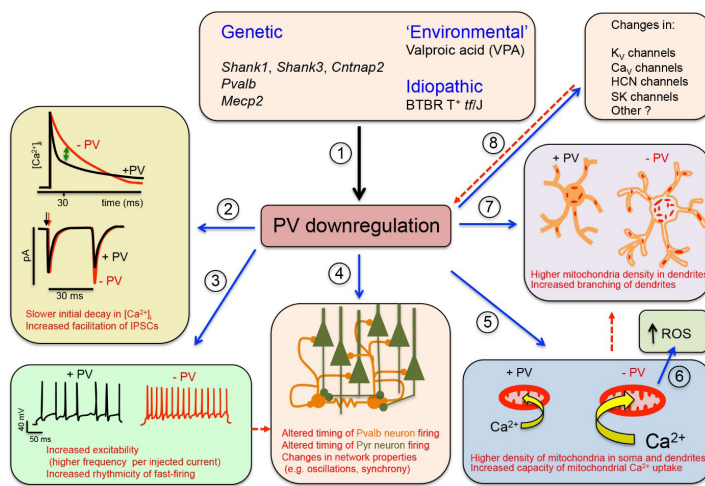 Genetic
Shank1, Shank3, Cntnap2
Pvalb
Mecp2
‘Environmental’
Valproic acid (VPA)
Idiopathic
BTBR T⁺ tf/J
Changes in:
K_V channels
Ca_V channels
HCN channels
SK channels
Other ?
1
8
[Ca²⁺]ᵢ
- PV
+PV
30
time (ms)
pA
+ PV
- PV
30 ms
Slower initial decay in [Ca²⁺]ᵢ
Increased facilitation of IPSCs
2
PV downregulation
7
+ PV
- PV
Higher mitochondria density in dendrites
Increased branching of dendrites
3
4
5
+ PV
- PV
40 mV
50 ms
Increased excitability
(higher frequency per injected current)
Increased rhythmicity of fast-firing
Altered timing of Pvalb neuron firing
Altered timing of Pyr neuron firing
Changes in network properties
(e.g. oscillations, synchrony)
ROS
6
+ PV
- PV
Ca²⁺
Ca²⁺
Higher density of mitochondria in soma and dendrites
Increased capacity of mitochondrial Ca²⁺ uptake